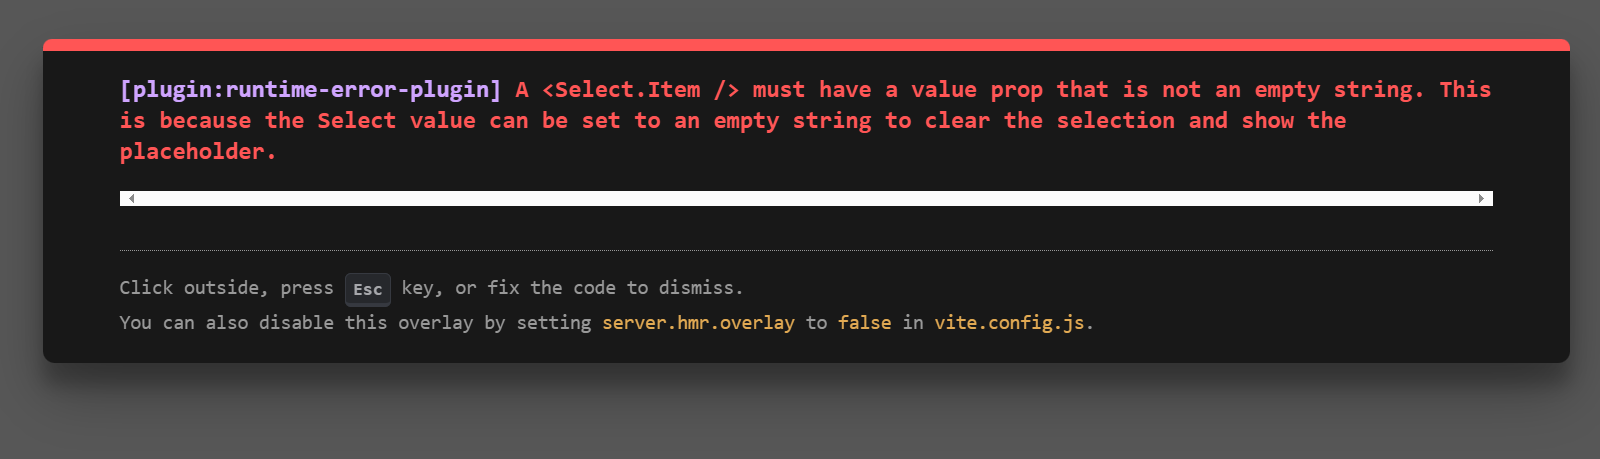 [plugin:runtime-error-plugin] A <Select.Item /> must have a value prop that is not an empty string. This
is because the Select value can be set to an empty string to clear the selection and show the
placeholder.
Click outside, press Esc key, or fix the code to dismiss.
You can also disable this overlay by setting server.hmr.overlay to false in vite.config.js.